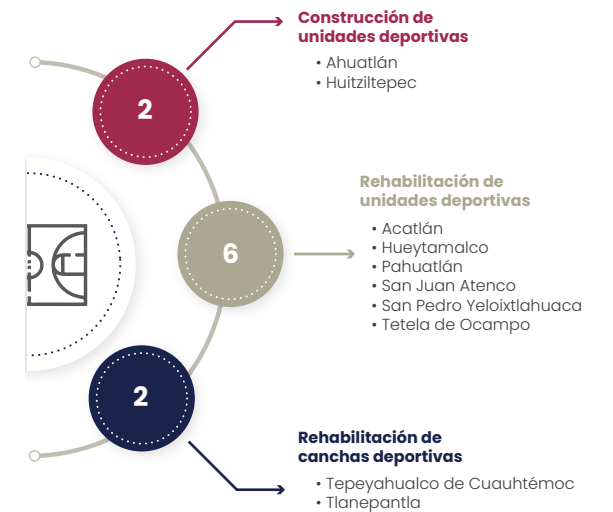 Construcción de
unidades deportivas
• Ahuatlán
• Huitziltepec
2
Rehabilitación de
unidades deportivas
• Acatlán
• Hueytamalco
• Pahuatlán
• San Juan Atenco
• San Pedro Yeloixtlahuaca
• Tetela de Ocampo
6
2
Rehabilitación de
canchas deportivas
• Tepeyahualco de Cuauhtémoc
• Tlanepantla